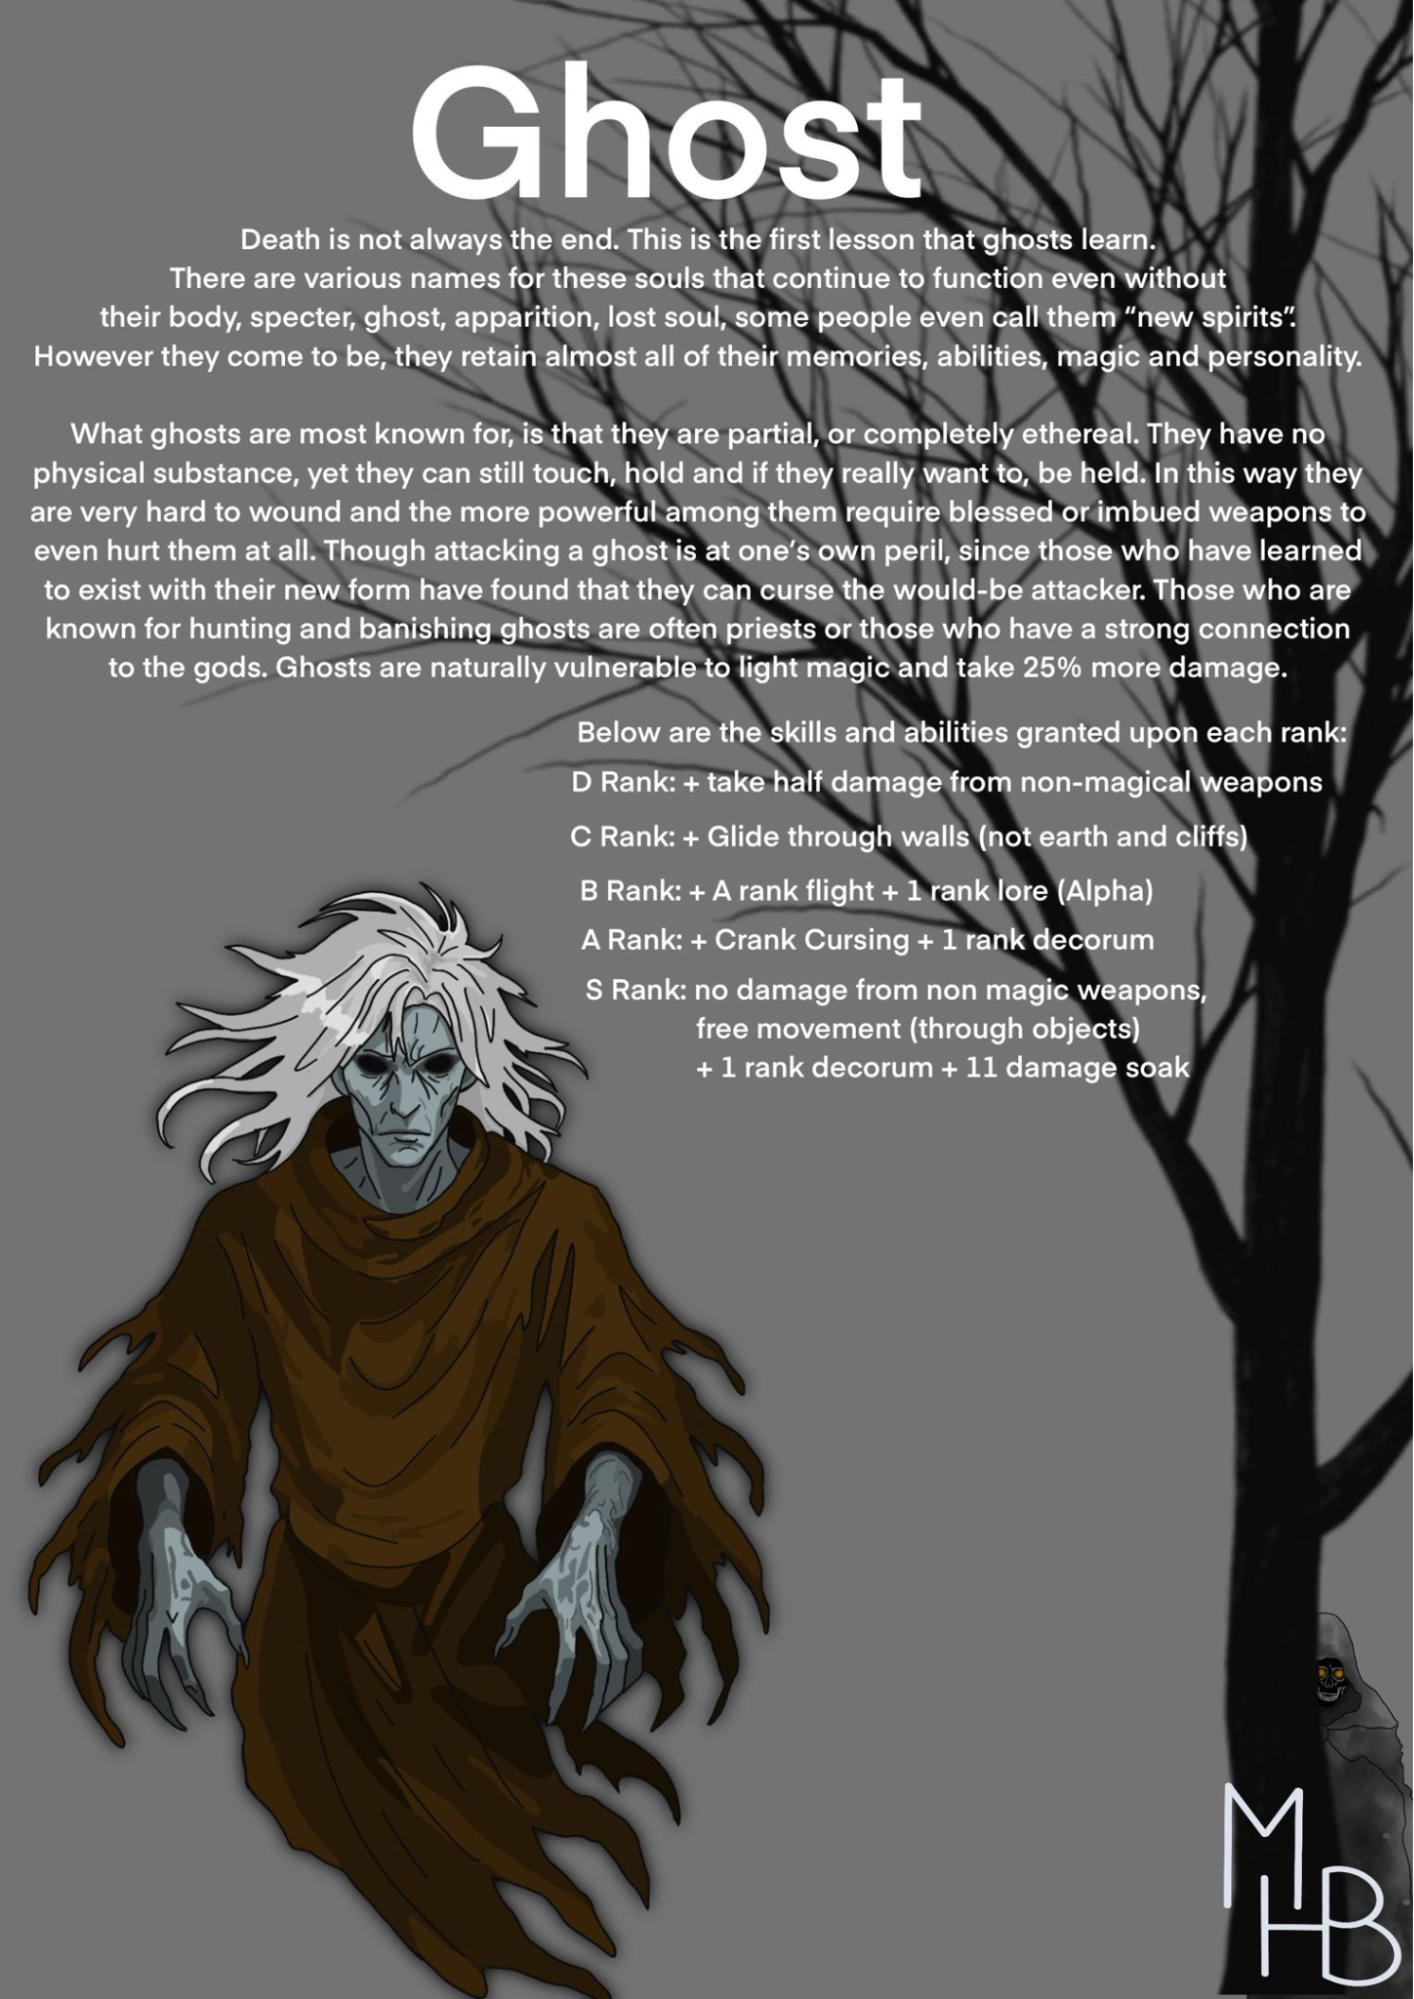 Ghost
Death is not always the end. This is the first lesson that ghosts learn.
There are various names for these souls that continue to function even without
their body, specter, ghost, apparition, lost soul, some people even call them “new spirits”.
However they come to be, they retain almost all of their memories, abilities, magic and personality.
What ghosts are most known for, is that they are partial, or completely ethereal. They have no
physical substance, yet they can still touch, hold and if they really want to, be held. In this way they
are very hard to wound and the more powerful among them require blessed or imbued weapons to
even hurt them at all. Though attacking a ghost is at one’s own peril, since those who have learned
to exist with their new form have found that they can curse the would-be attacker. Those who are
known for hunting and banishing ghosts are often priests or those who have a strong connection
to the gods. Ghosts are naturally vulnerable to light magic and take 25% more damage.
Below are the skills and abilities granted upon each rank:
D Rank: + take half damage from non-magical weapons
C Rank: + Glide through walls (not earth and cliffs)
B Rank: + A rank flight + 1 rank lore (Alpha)
A Rank: + Crank Cursing + 1 rank decorum
S Rank: no damage from non magic weapons,
free movement (through objects)
+ 1 rank decorum + 11 damage soak
M
HB